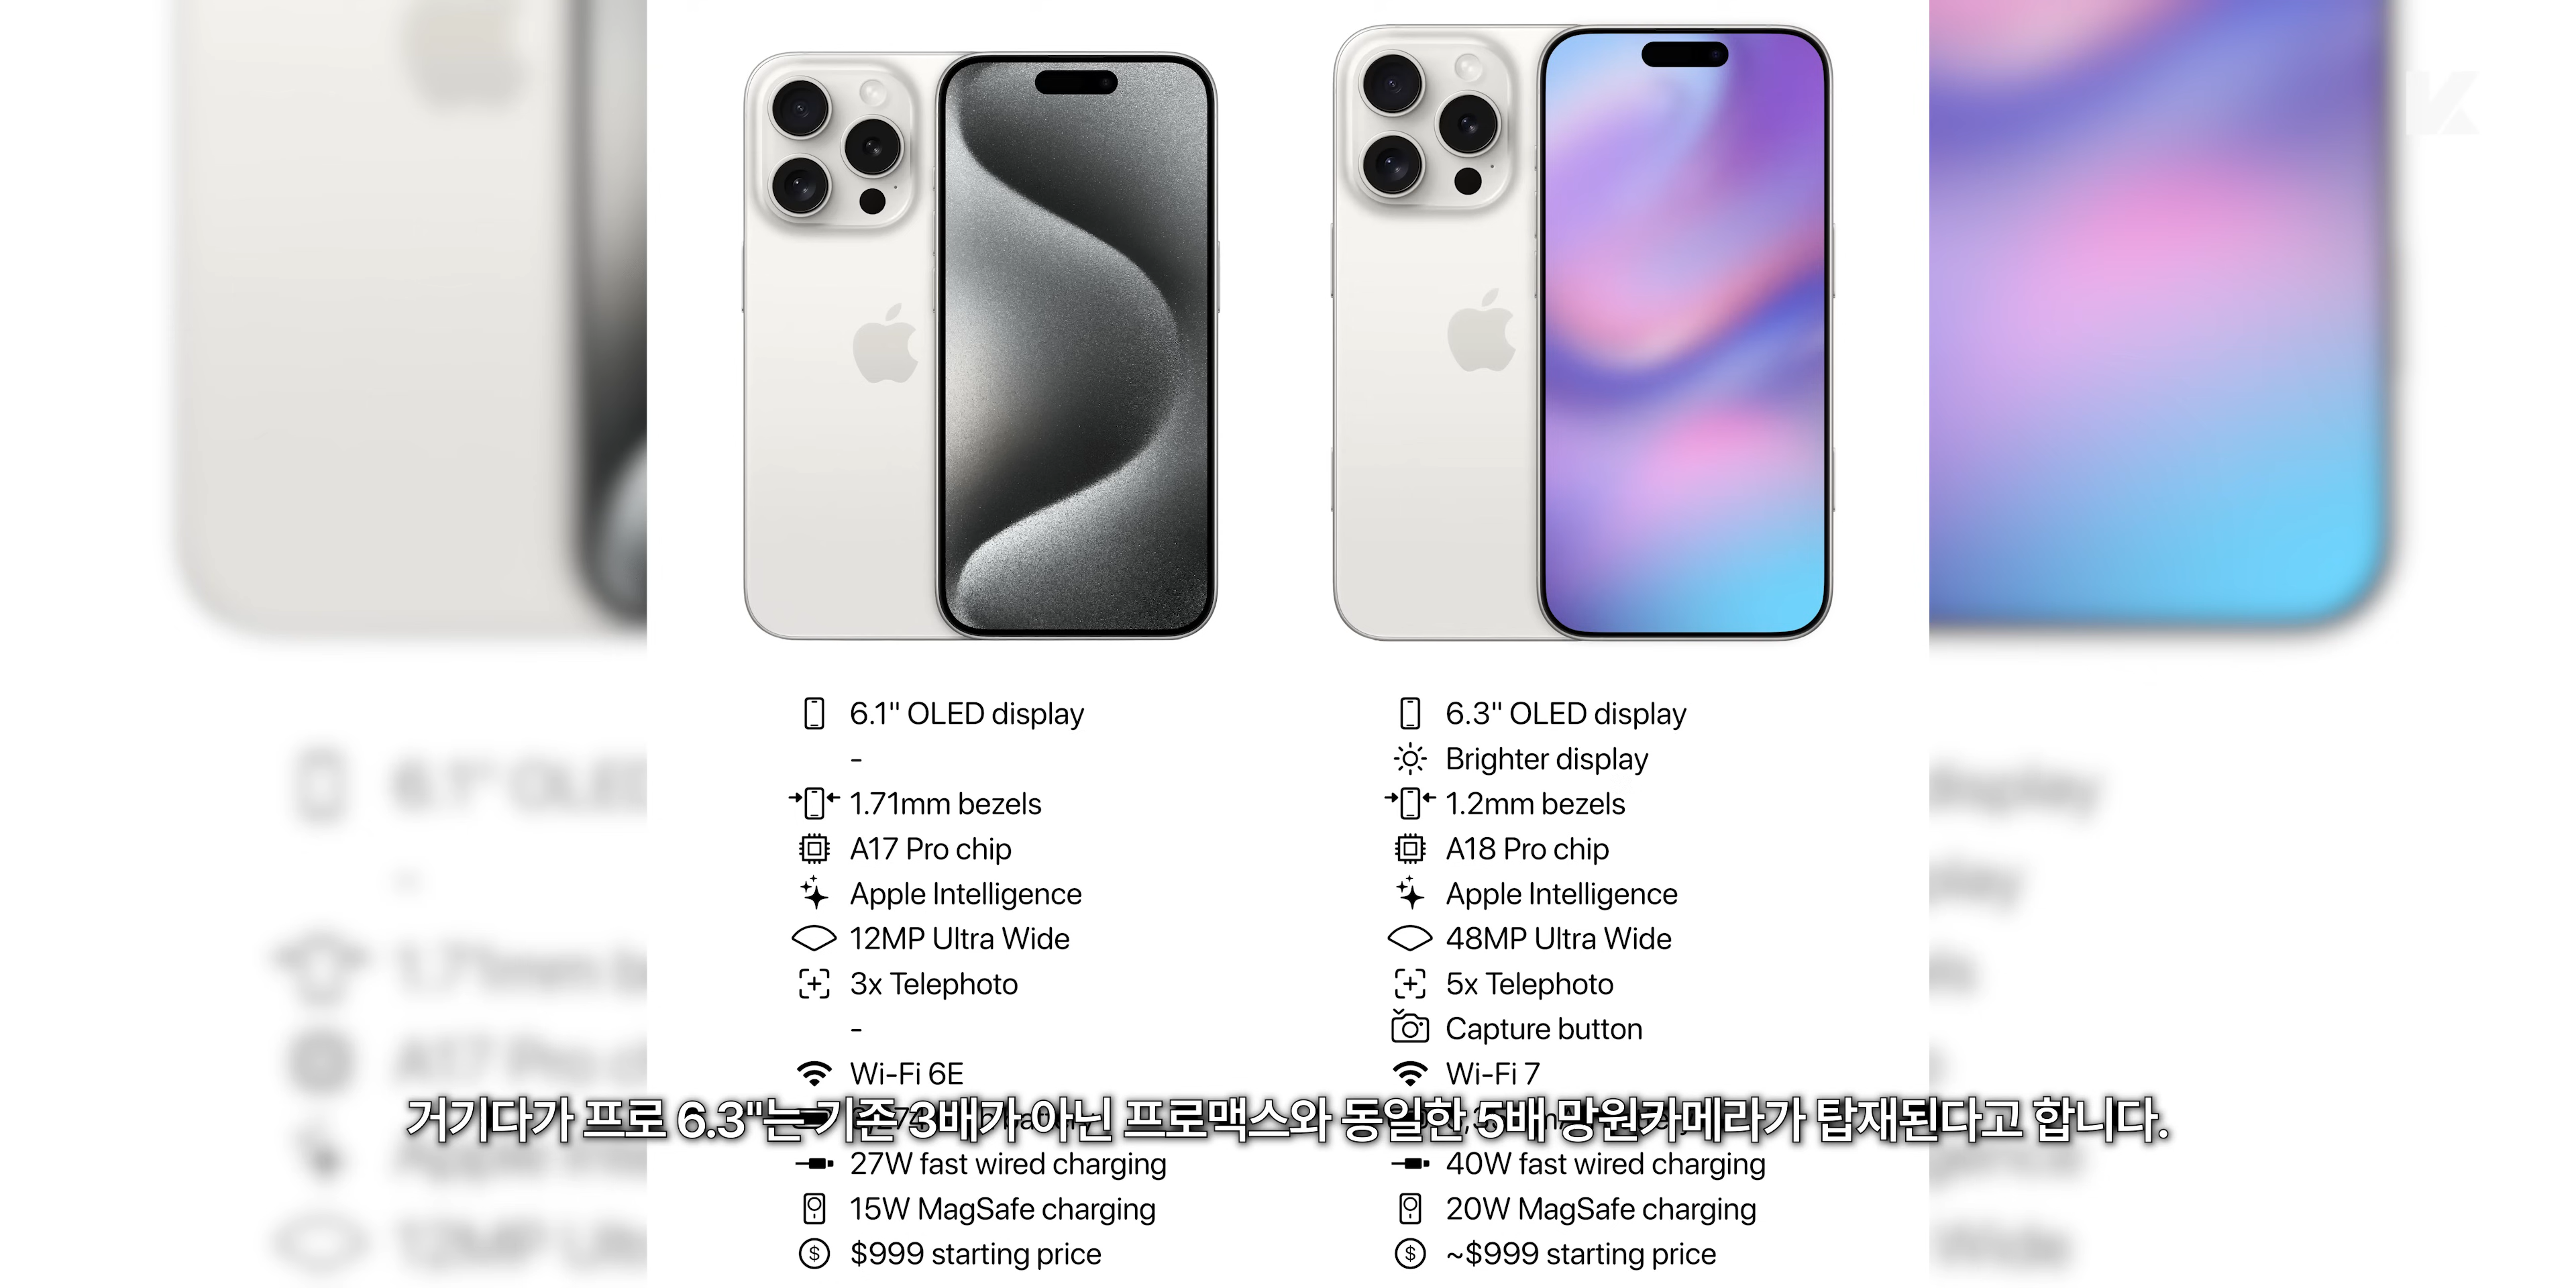 6.1" OLED display
-
1.71mm bezels
A17 Pro chip
Apple Intelligence
12MP Ultra Wide
3x Telephoto
-
Wi-Fi 6E
27W fast wired charging
15W MagSafe charging
$999 starting price
6.3" OLED display
Brighter display
1.2mm bezels
A18 Pro chip
Apple Intelligence
48MP Ultra Wide
5x Telephoto
Capture button
Wi-Fi 7
40W fast wired charging
20W MagSafe charging
~$999 starting price
거기다가 프로 6.3"는 기존 3배가 아닌 프로맥스와 동일한 5배 망원카메라가 탑재된다고 합니다.